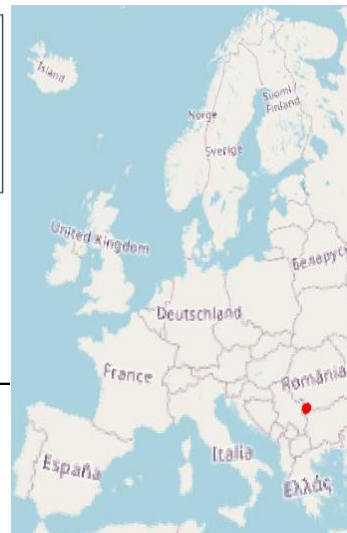 Ísland
Suomi /
Finland
Norge
Sverige
United Kingdom
Беларусь
Deutschland
France
România
Italia
España
Ελλάς